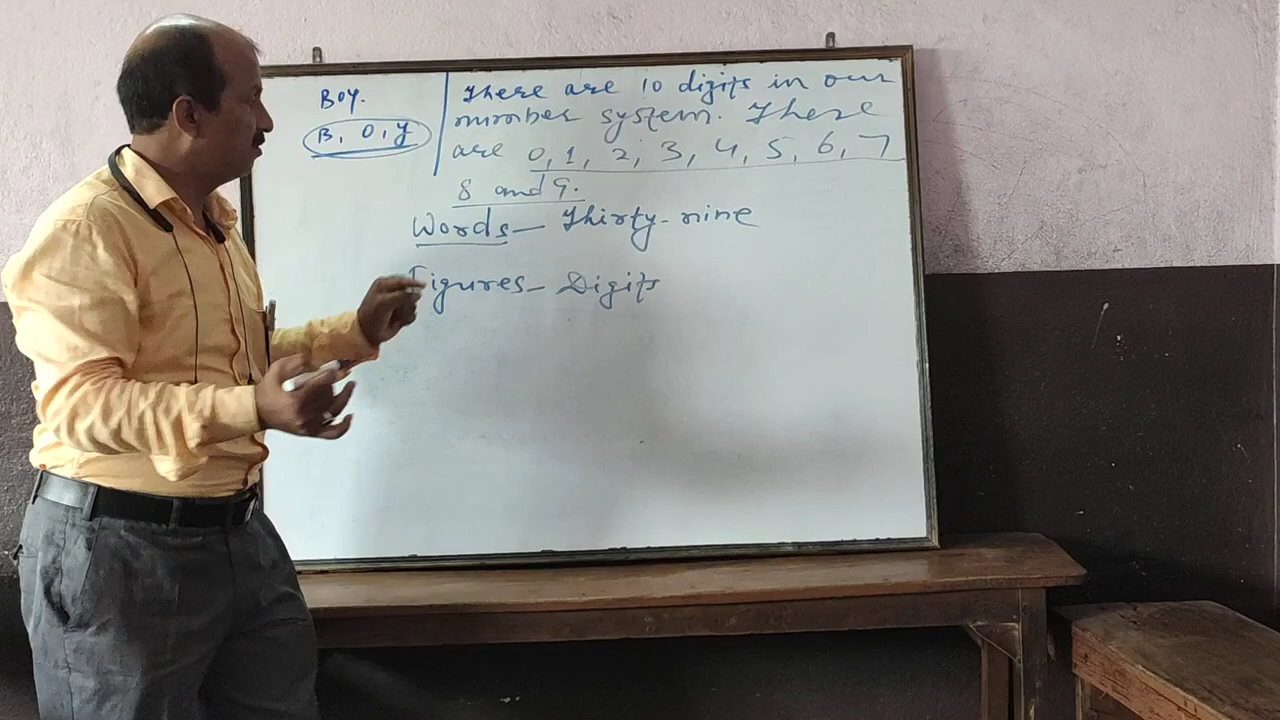 Boy.
B, O, y
There are 10 digits in our
number system. These
are 0, 1, 2, 3, 4, 5, 6, 7
8 and 9.
Words - Thirty-nine
Figures - Digits